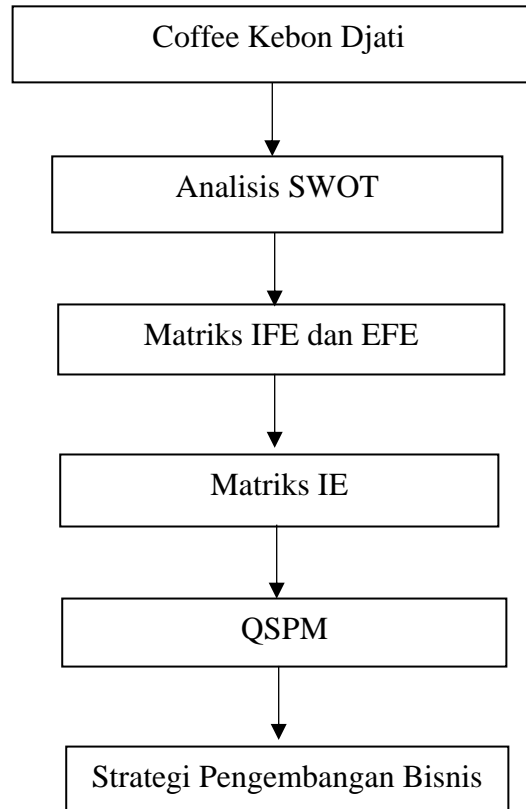 Coffee Kebon Djati
Analisis SWOT
Matriks IFE dan EFE
Matriks IE
QSPM
Strategi Pengembangan Bisnis